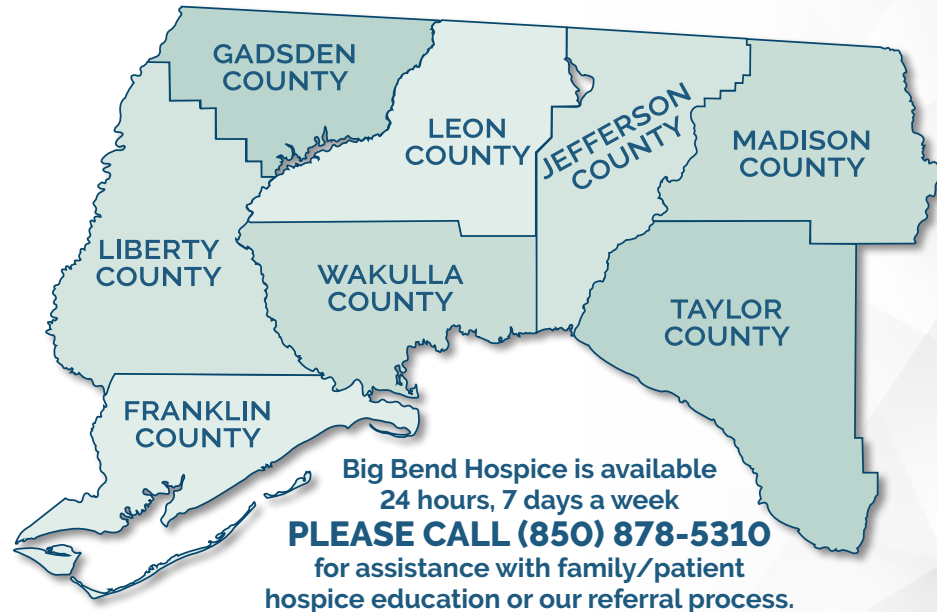 GADSDEN
COUNTY
LEON
COUNTY
JEFFERSON
COUNTY
MADISON
COUNTY
LIBERTY
COUNTY
WAKULLA
COUNTY
TAYLOR
COUNTY
FRANKLIN
COUNTY
Big Bend Hospice is available
24 hours, 7 days a week
PLEASE CALL (850) 878-5310
for assistance with family/patient
hospice education or our referral process.